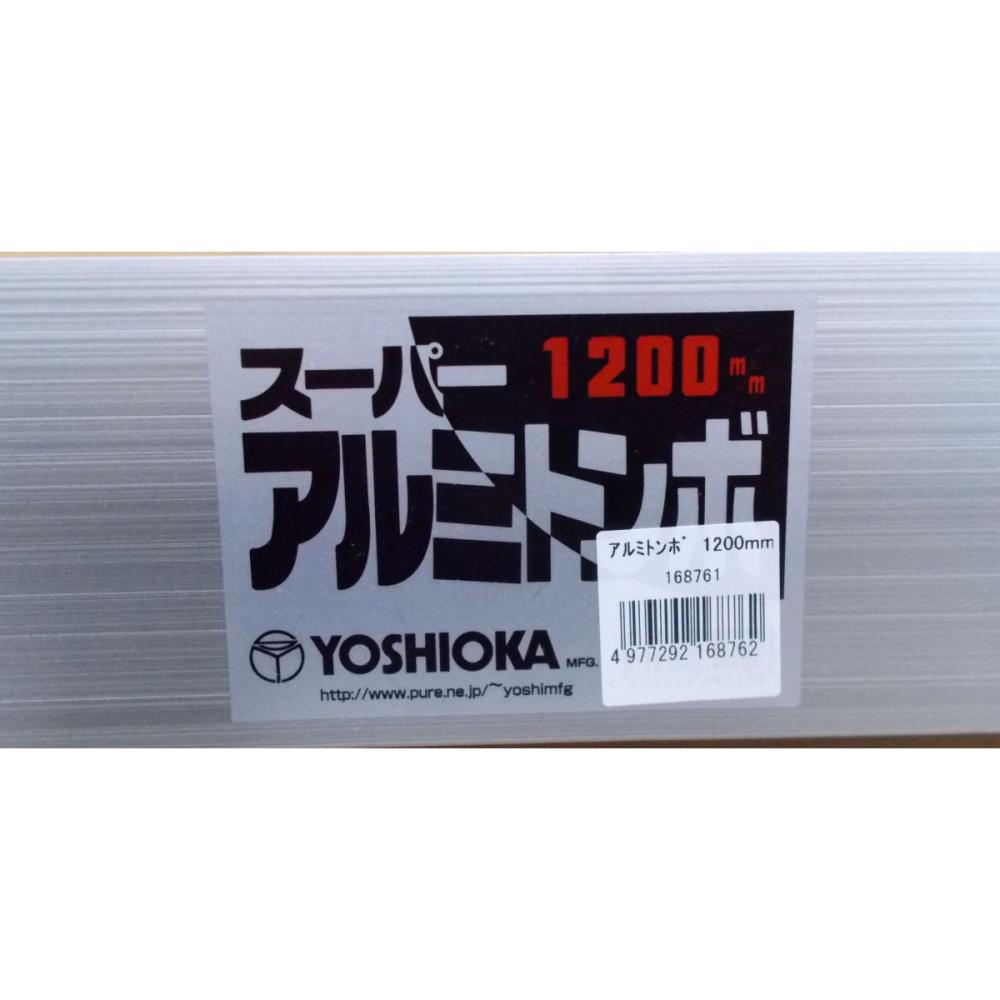 スーパー 1200mm
アルミトンボ
YOSHIOKA MFG.
http://www.pure.ne.jp/~yoshimfg
アルミトンボ 1200mm
168761
4 977292 168762